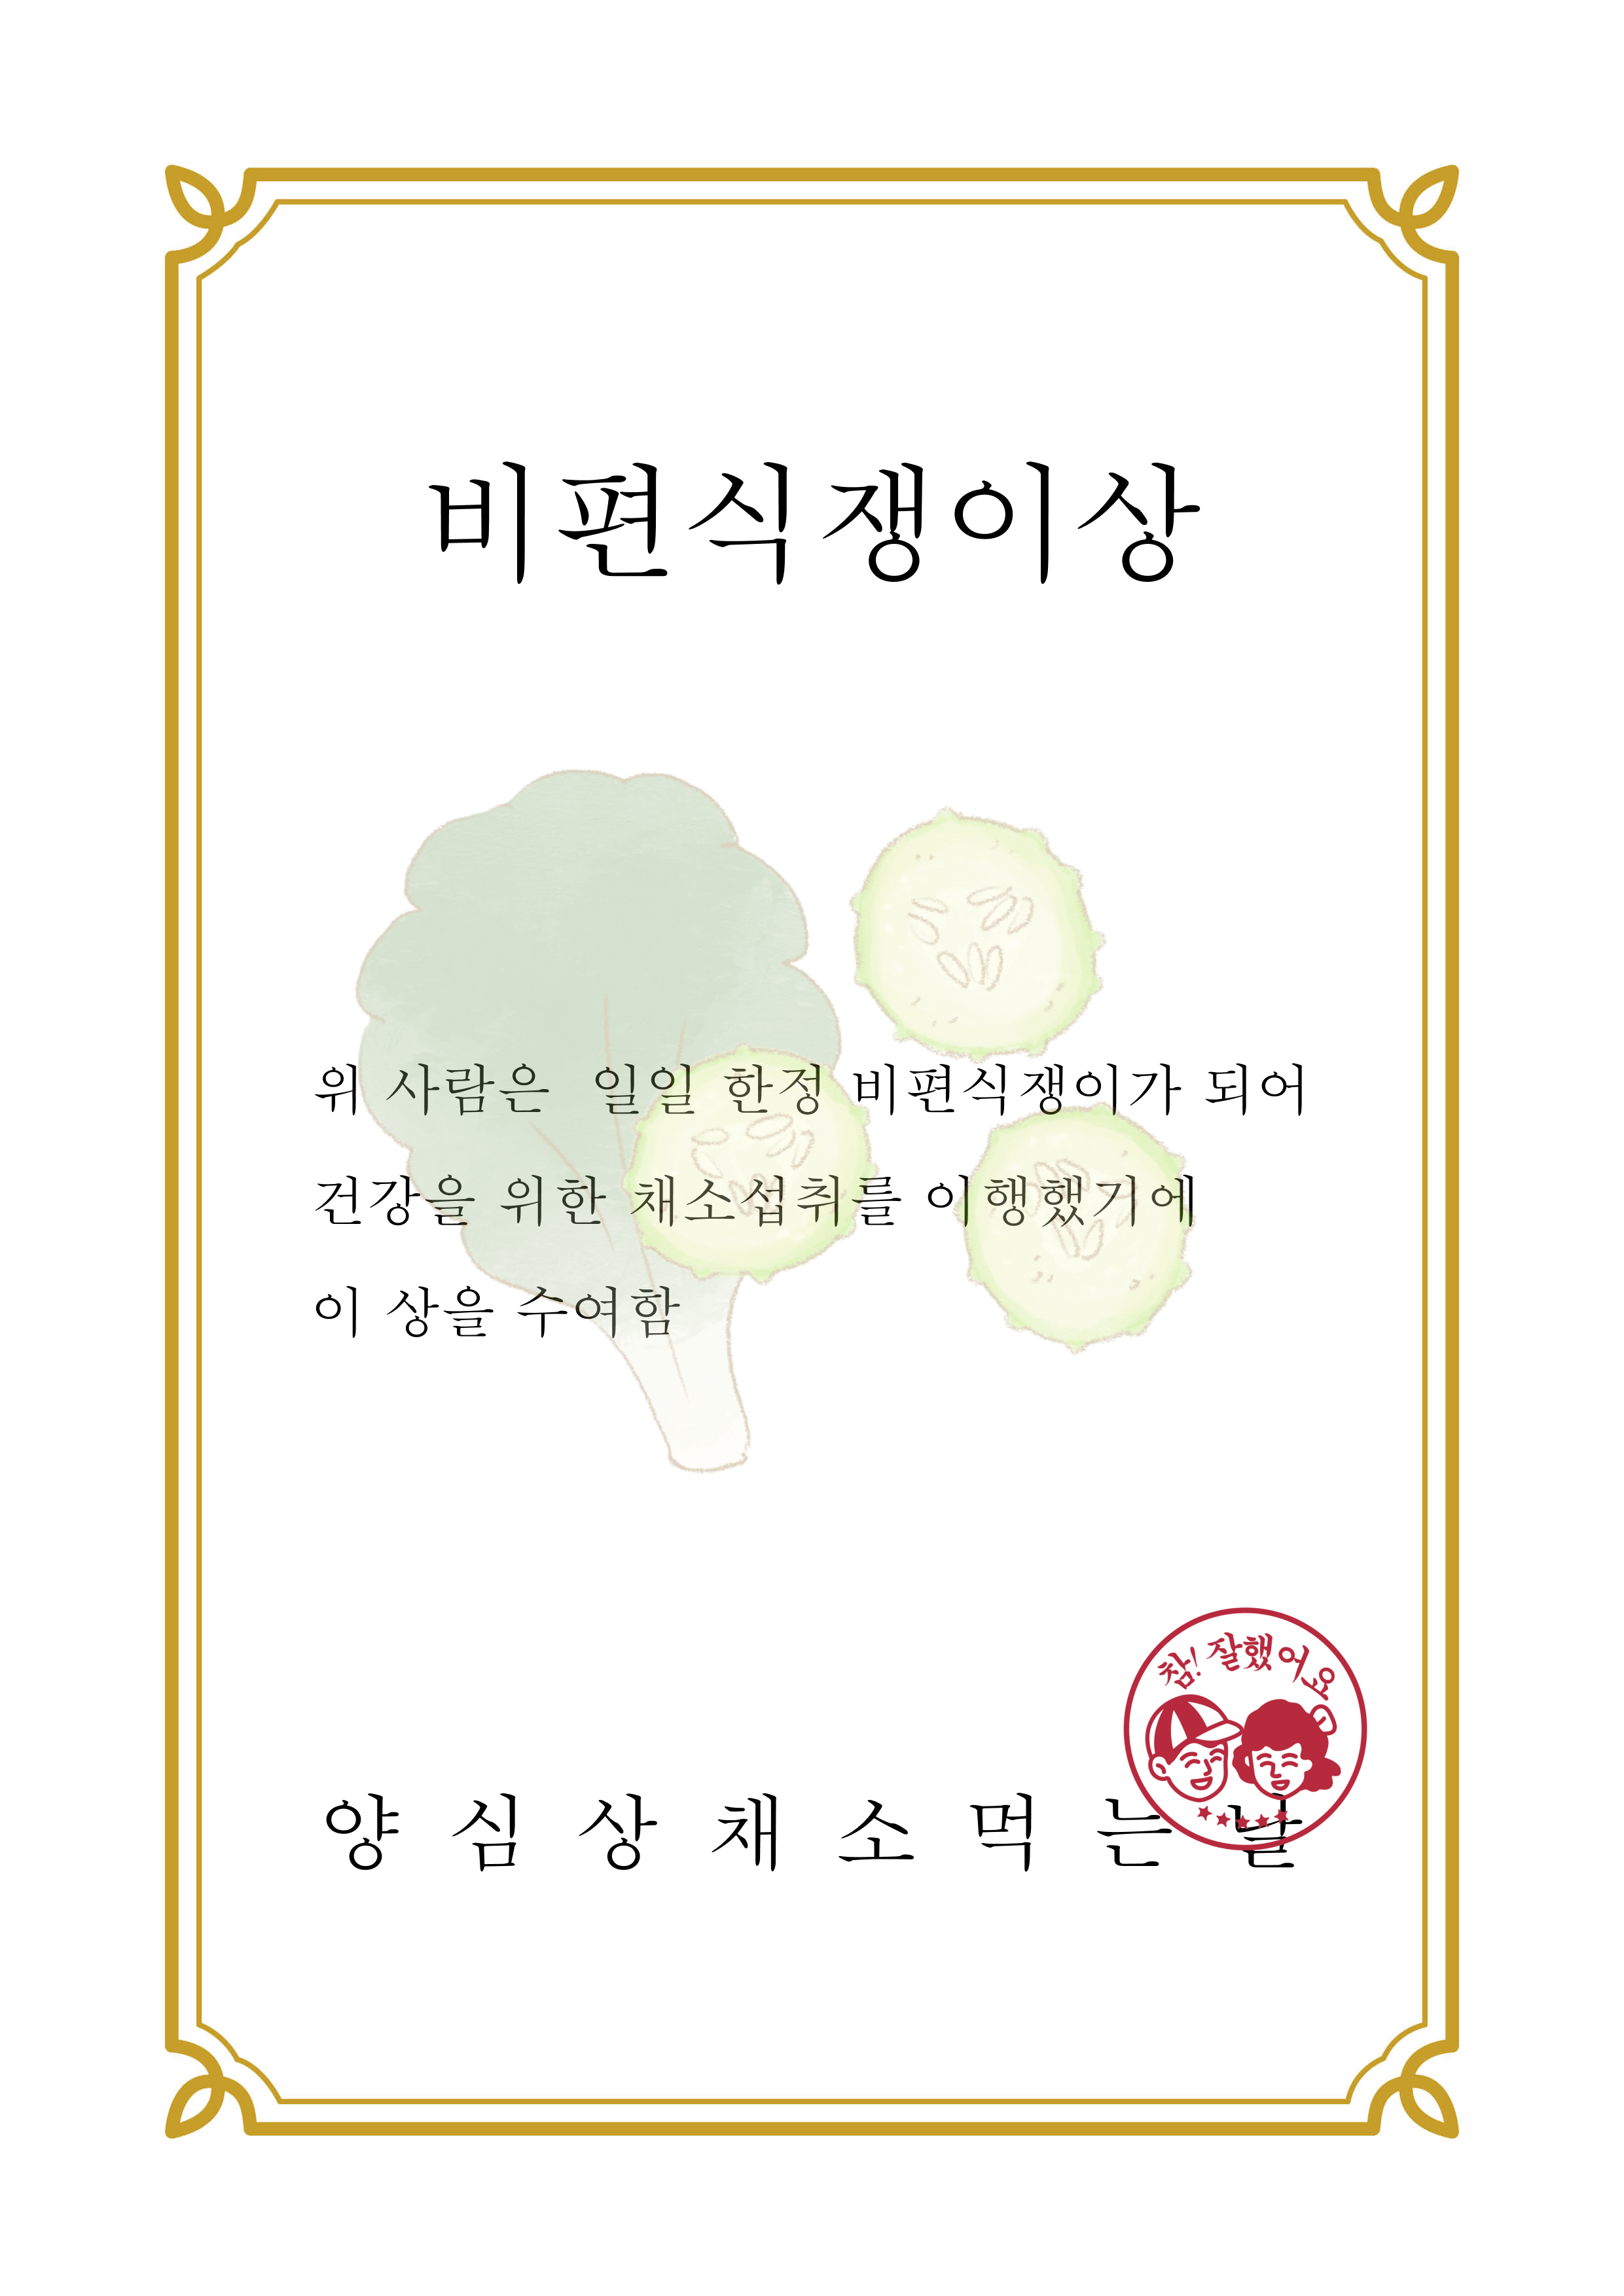 비편식쟁이상
위 사람은 일일 한정 비편식쟁이가 되어
건강을 위한 채소섭취를 이행했기에
이 상을 수여함
참! 잘했어요
양심상채소먹는날